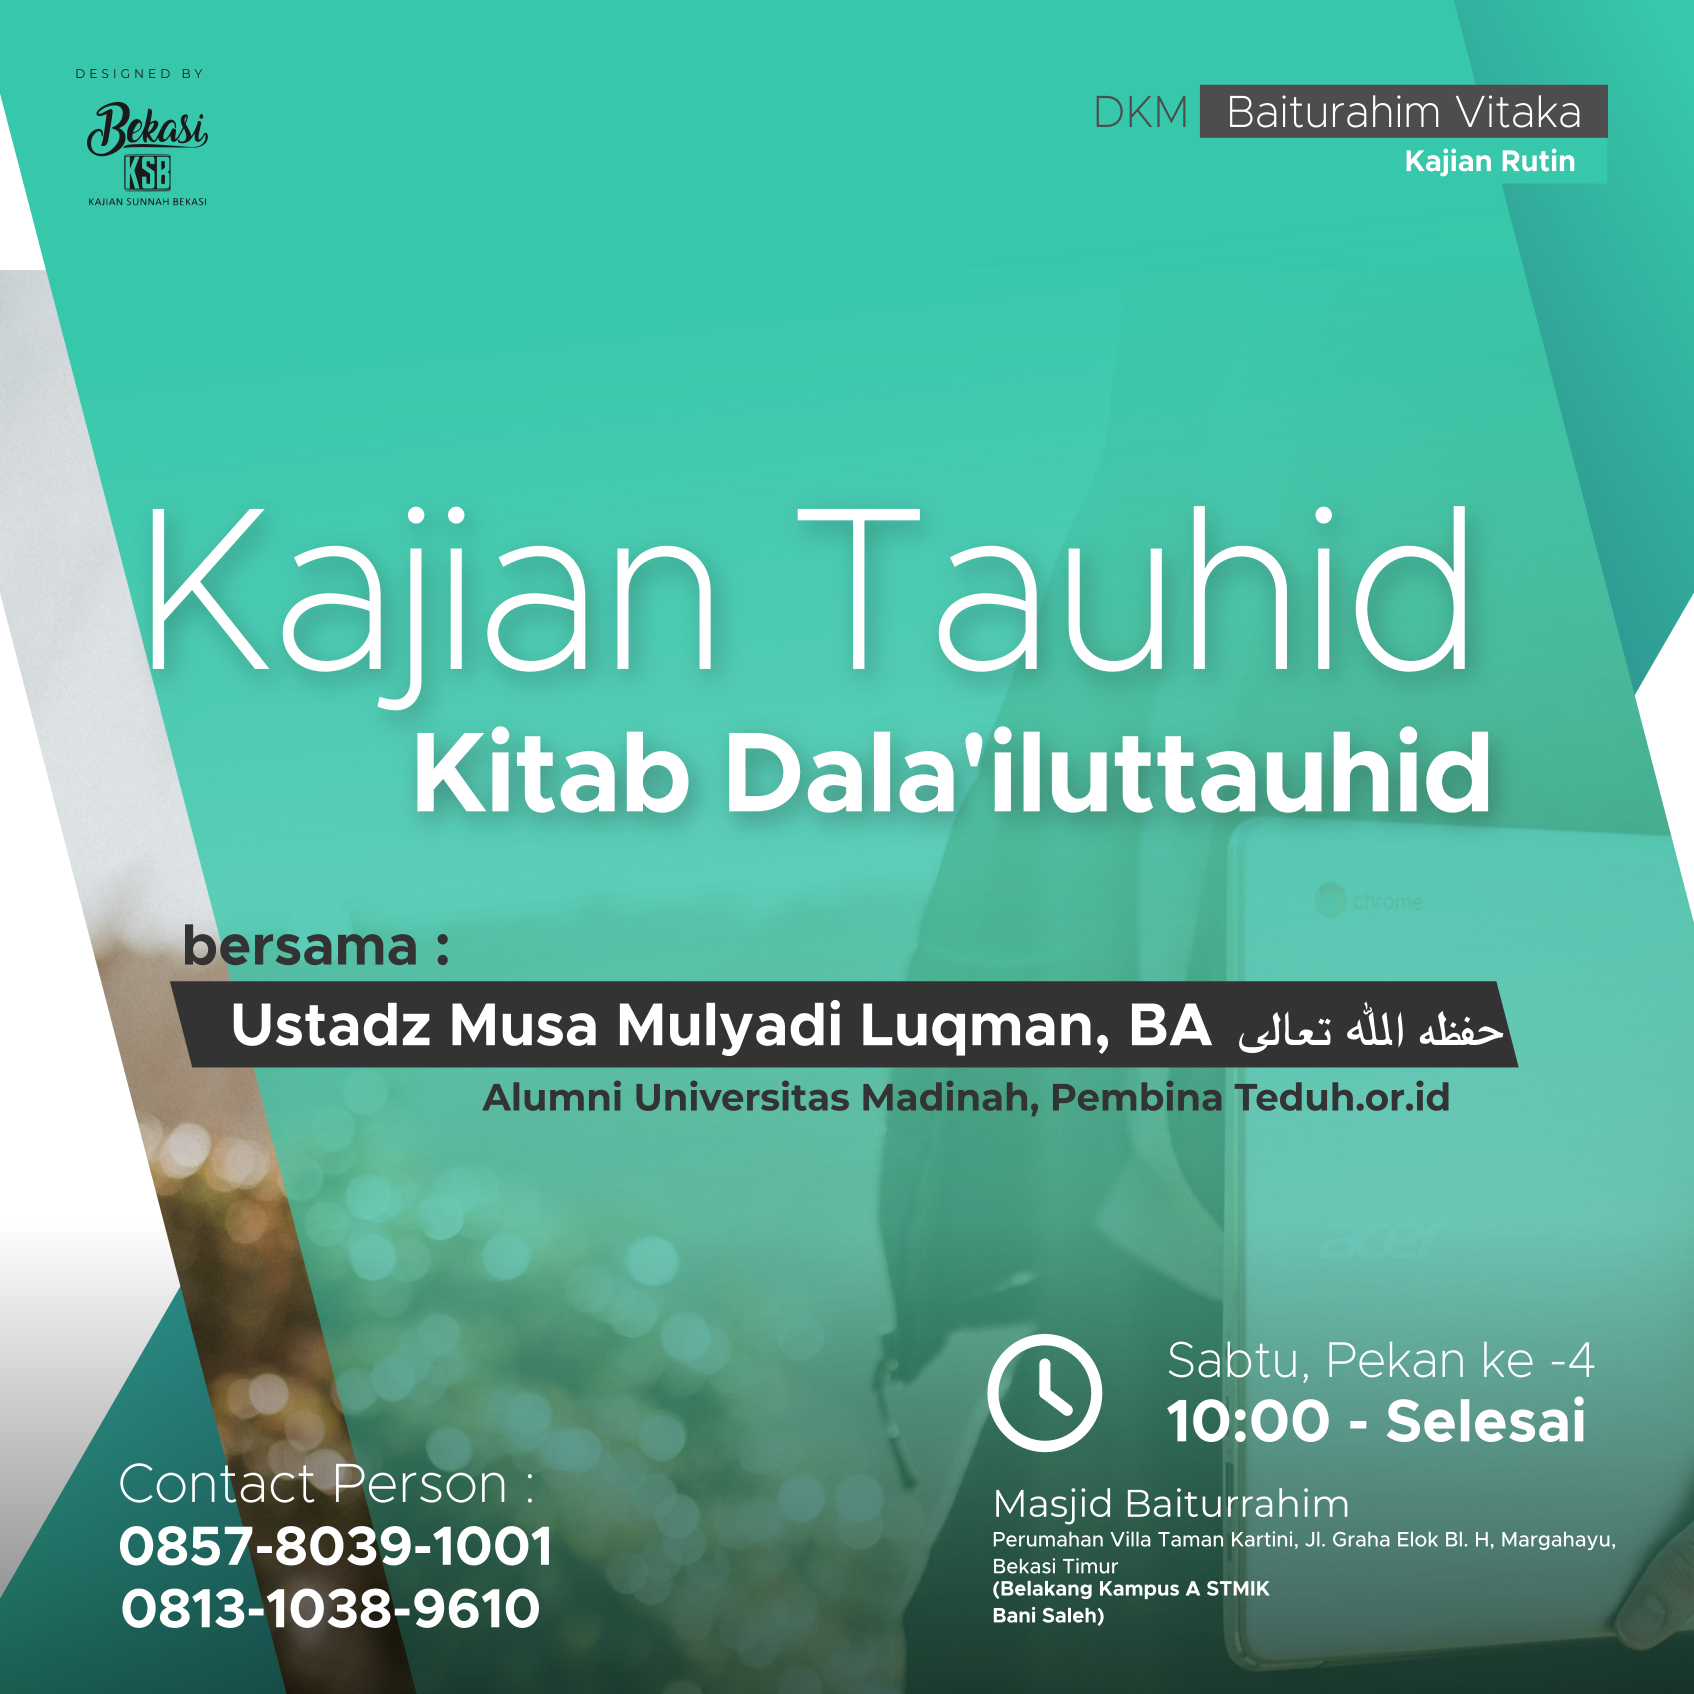 DESIGNED BY
Bekasi
KSB
KAJIAN SUNNAH BEKASI
DKM Baiturahim Vitaka
Kajian Rutin
Kajian Tauhid
Kitab Dala'iluttauhid
chrome
bersama :
Ustadz Musa Mulyadi Luqman, BA حفظه الله تعالى
Alumni Universitas Madinah, Pembina Teduh.or.id
acer
Sabtu, Pekan ke -4
10:00 - Selesai
Contact Person :
0857-8039-1001
0813-1038-9610
Masjid Baiturrahim
Perumahan Villa Taman Kartini, Jl. Graha Elok Bl. H, Margahayu,
Bekasi Timur
(Belakang Kampus A STMIK
Bani Saleh)